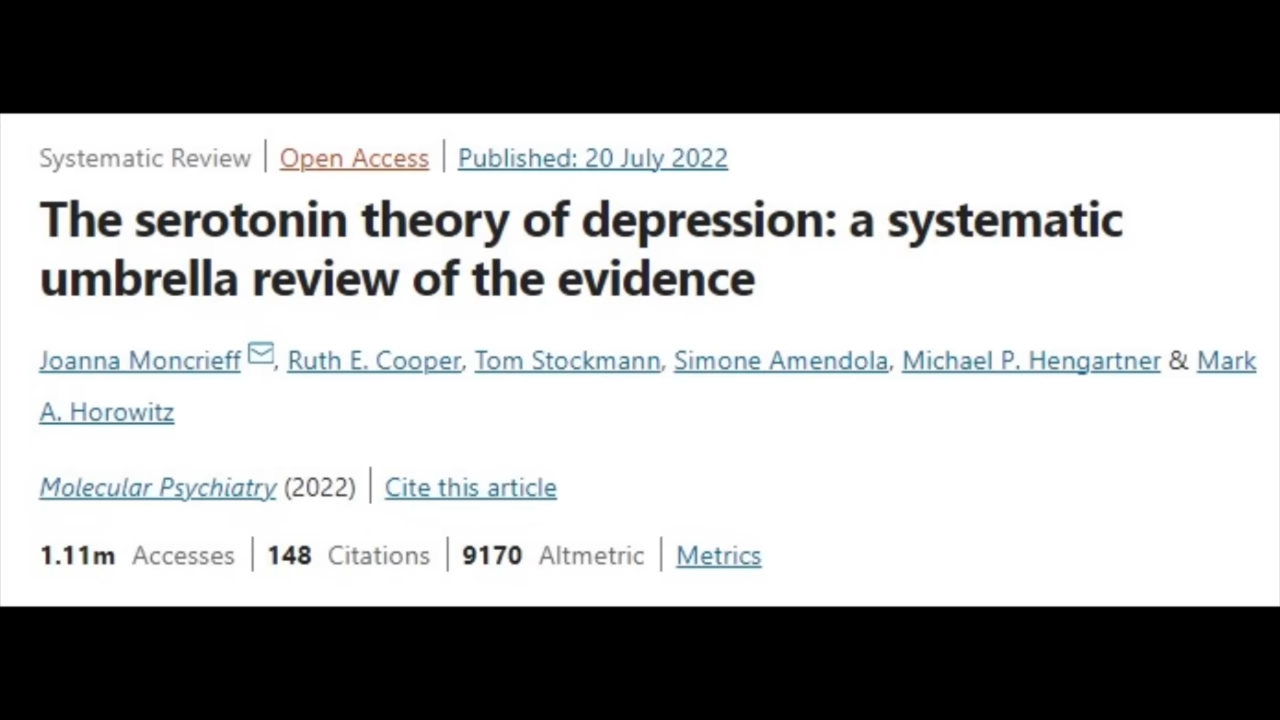 Systematic Review | Open Access | Published: 20 July 2022
The serotonin theory of depression: a systematic
umbrella review of the evidence
Joanna Moncrieff, Ruth E. Cooper, Tom Stockmann, Simone Amendola, Michael P. Hengartner & Mark
A. Horowitz
Molecular Psychiatry (2022) | Cite this article
1.11m Accesses | 148 Citations | 9170 Altmetric | Metrics